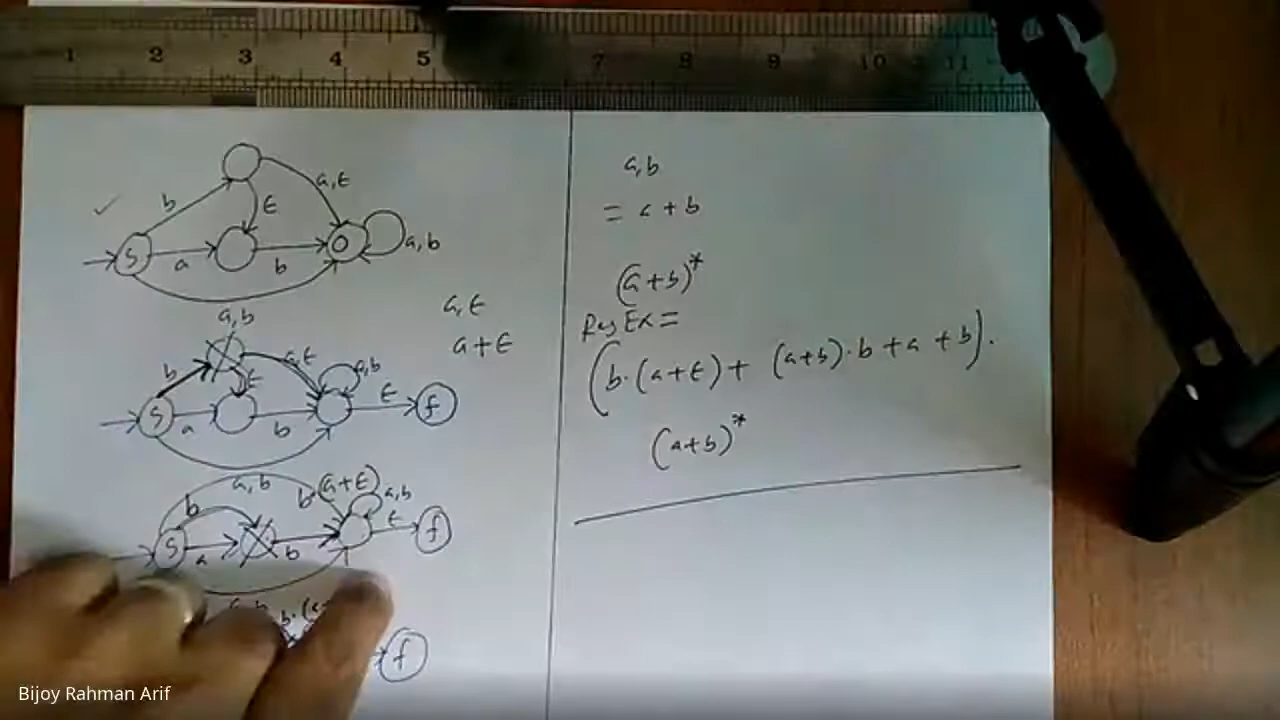 1 2 3 4 5 7 8 9 10 11
b
a,ϵ
ϵ
S
a
b
a,b
a,b
b
a,ϵ
ϵ
a,b
S
a
b
ϵ
f
a,b
b
b·(a+ϵ)
a,b
S
a
b
ϵ
f
f
a,ϵ
a+ϵ
a,b
= a + b
(a+b)*
RegEx =
(b·(a+ϵ) + (a+b)·b + a + b)·
(a+b)*
Bijoy Rahman Arif